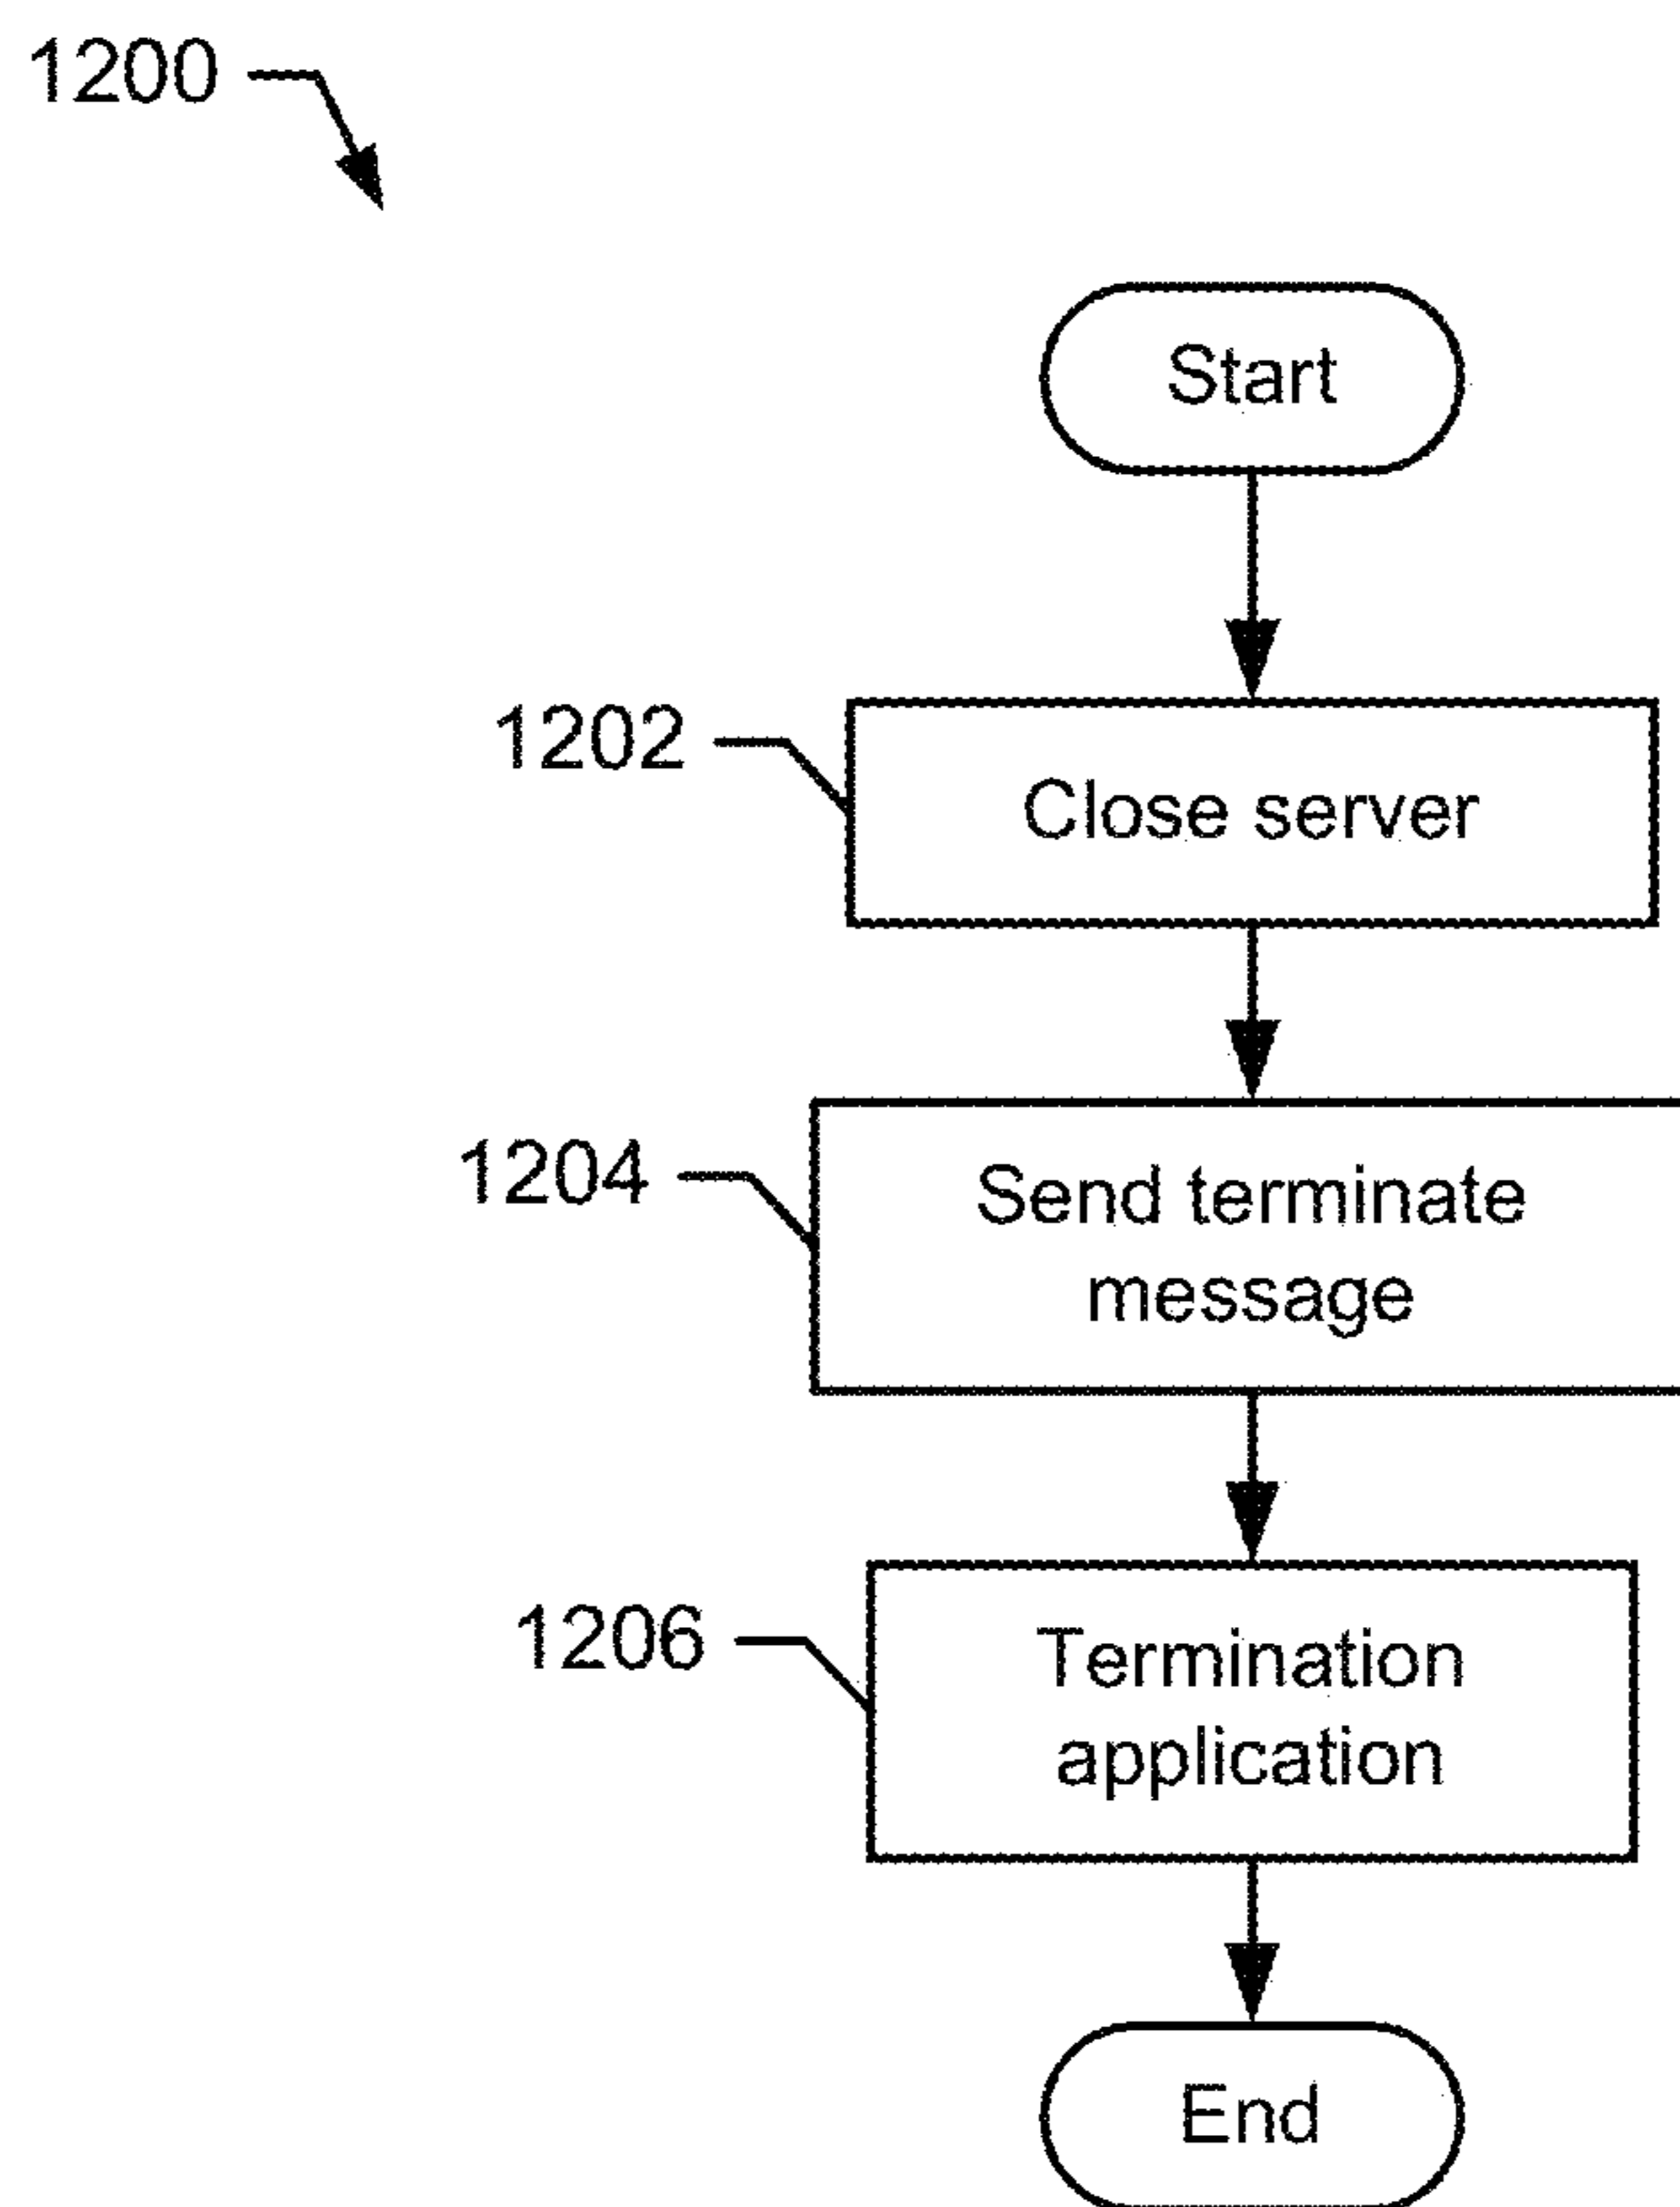 1200
Start
1202
Close server
1204
Send terminate
message
1206
Termination
application
End